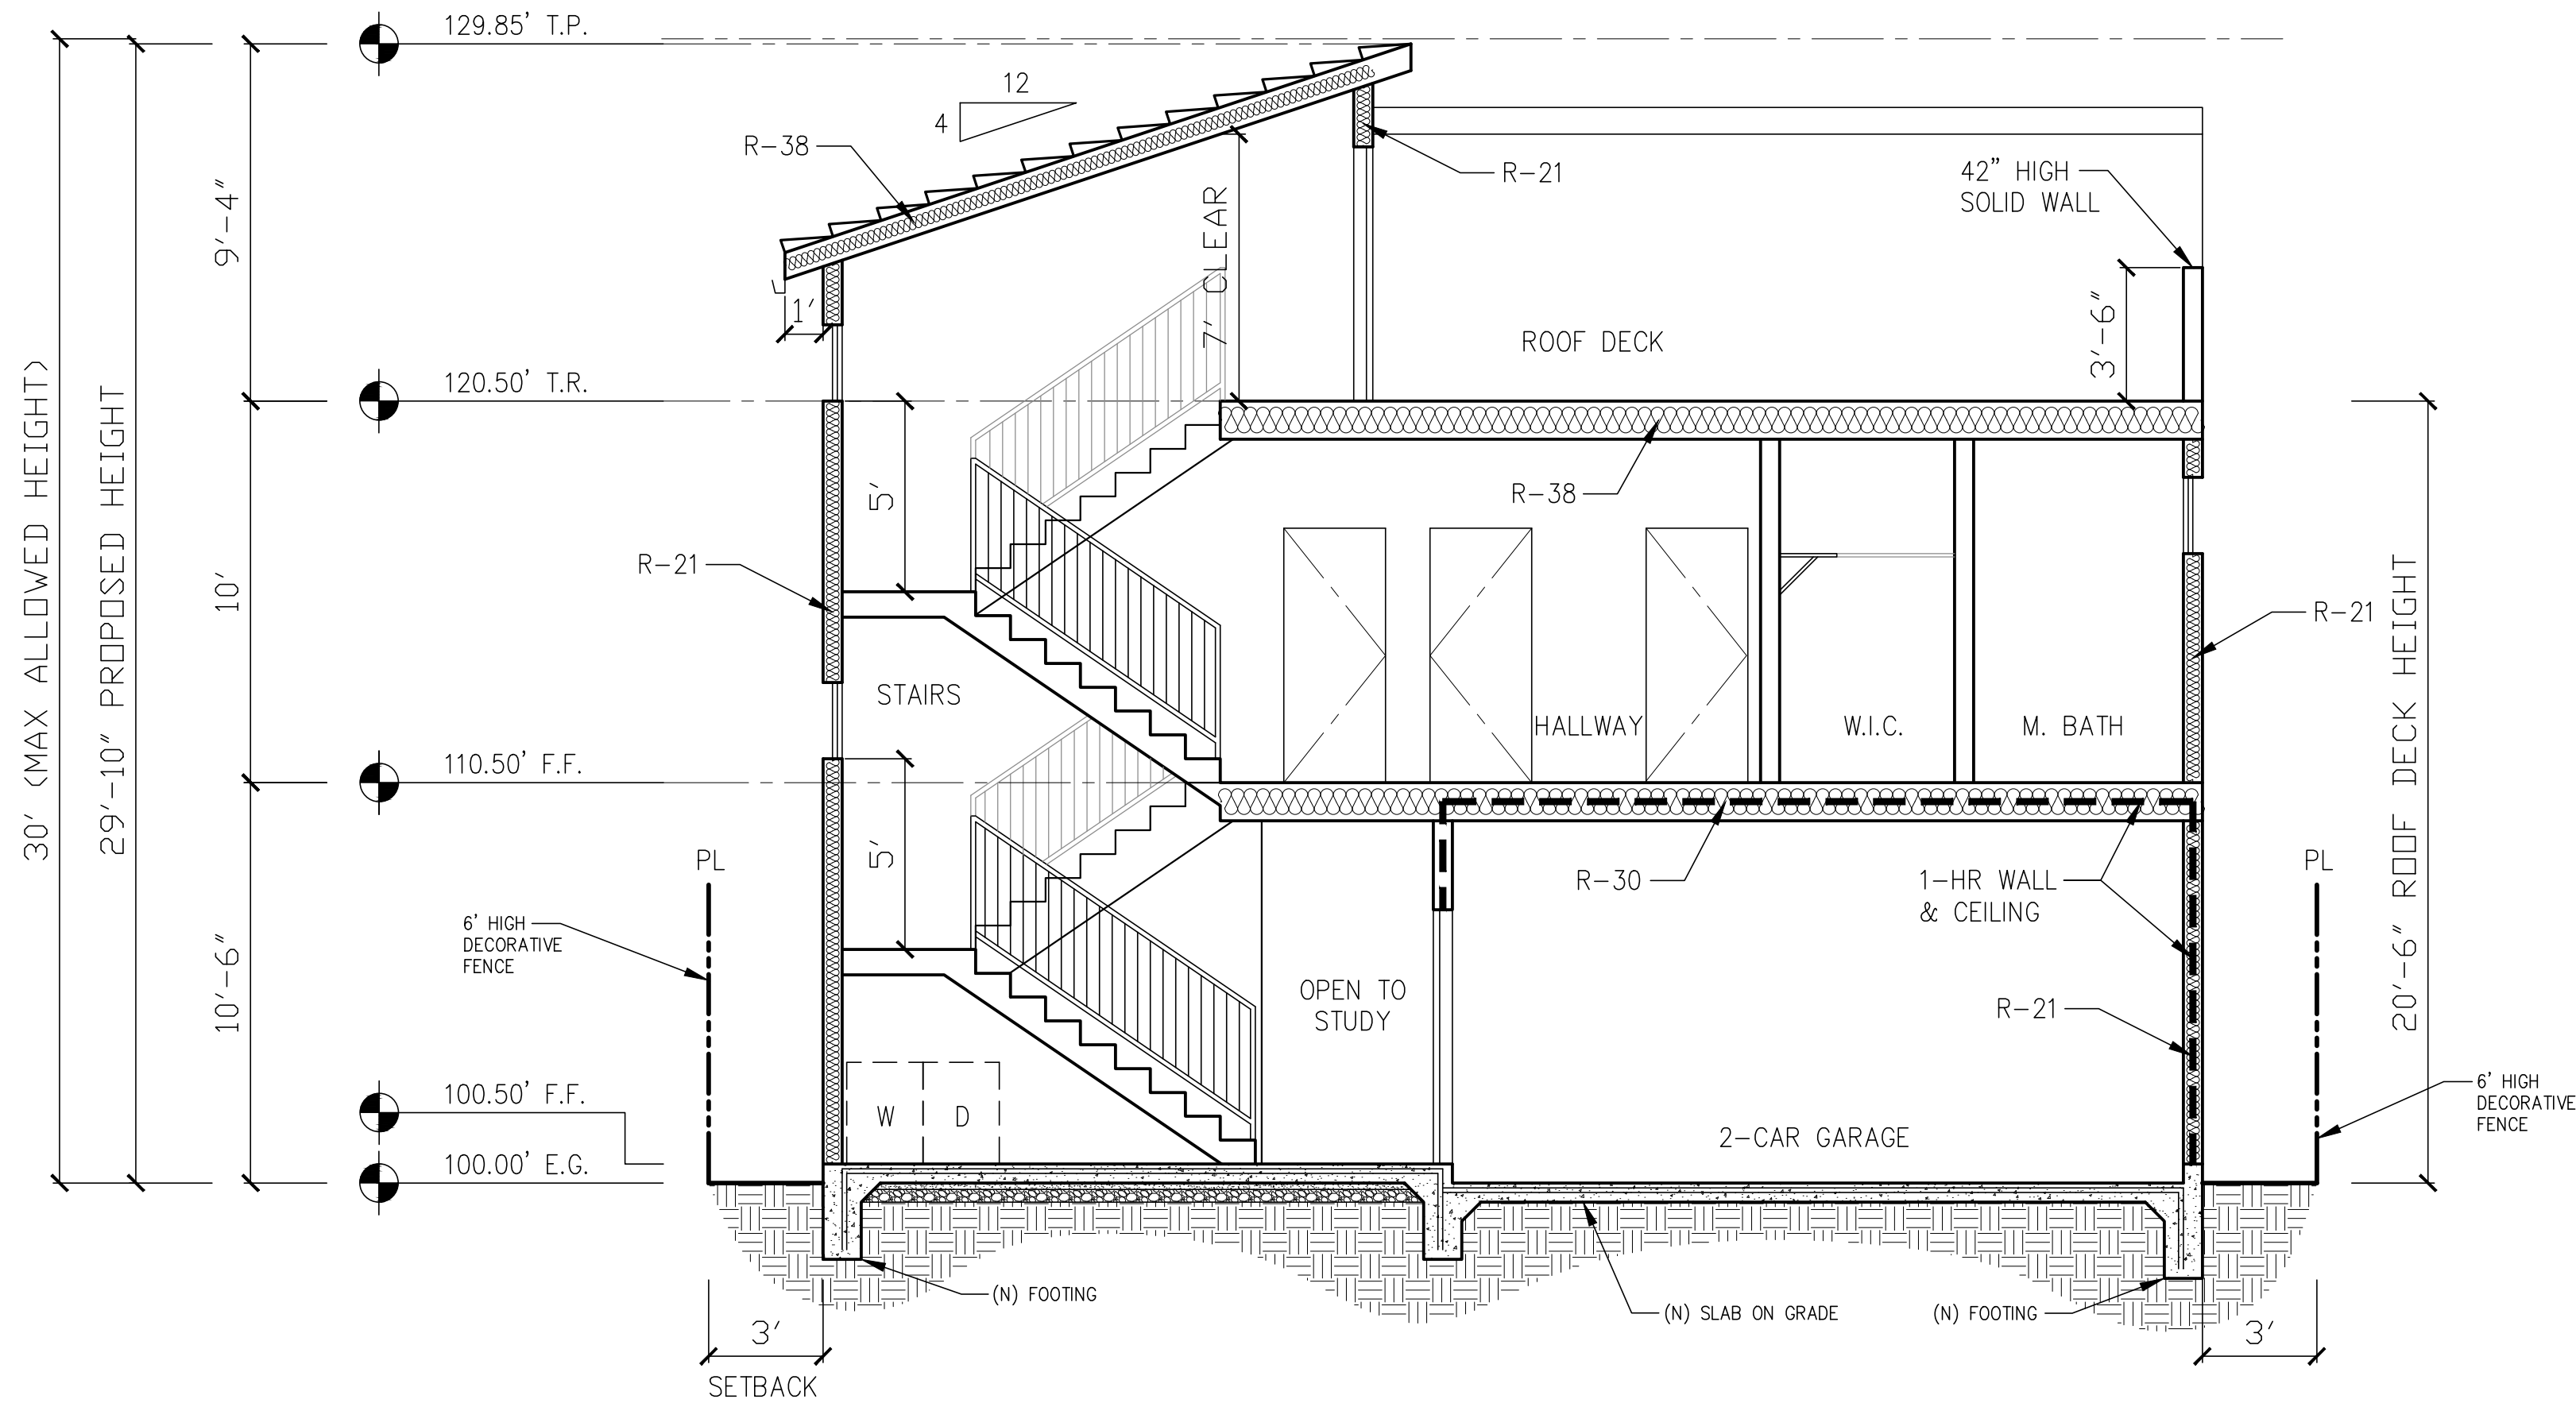 129.85' T.P.
12
4
R-38
R-21
42" HIGH
SOLID WALL
9'-4"
7' CLEAR
1'
ROOF DECK
3'-6"
120.50' T.R.
30' (MAX ALLOWED HEIGHT)
29'-10" PROPOSED HEIGHT
10'
5'
R-38
R-21
R-21
STAIRS
HALLWAY
W.I.C.
M. BATH
110.50' F.F.
20'-6" ROOF DECK HEIGHT
PL
5'
R-30
1-HR WALL
& CEILING
PL
6' HIGH
DECORATIVE
FENCE
10'-6"
OPEN TO
STUDY
R-21
100.50' F.F.
W
D
2-CAR GARAGE
6' HIGH
DECORATIVE
FENCE
100.00' E.G.
(N) FOOTING
(N) SLAB ON GRADE
(N) FOOTING
3'
SETBACK
3'